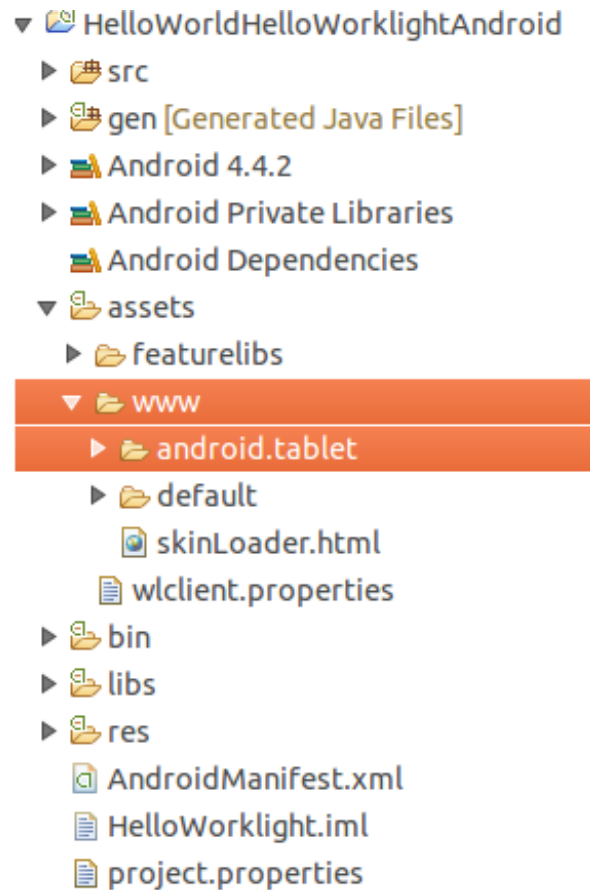 HelloWorldHelloWorklightAndroid
src
gen [Generated Java Files]
Android 4.4.2
Android Private Libraries
Android Dependencies
assets
featurelibs
www
android.tablet
default
skinLoader.html
wlclient.properties
bin
libs
res
AndroidManifest.xml
HelloWorklight.iml
project.properties